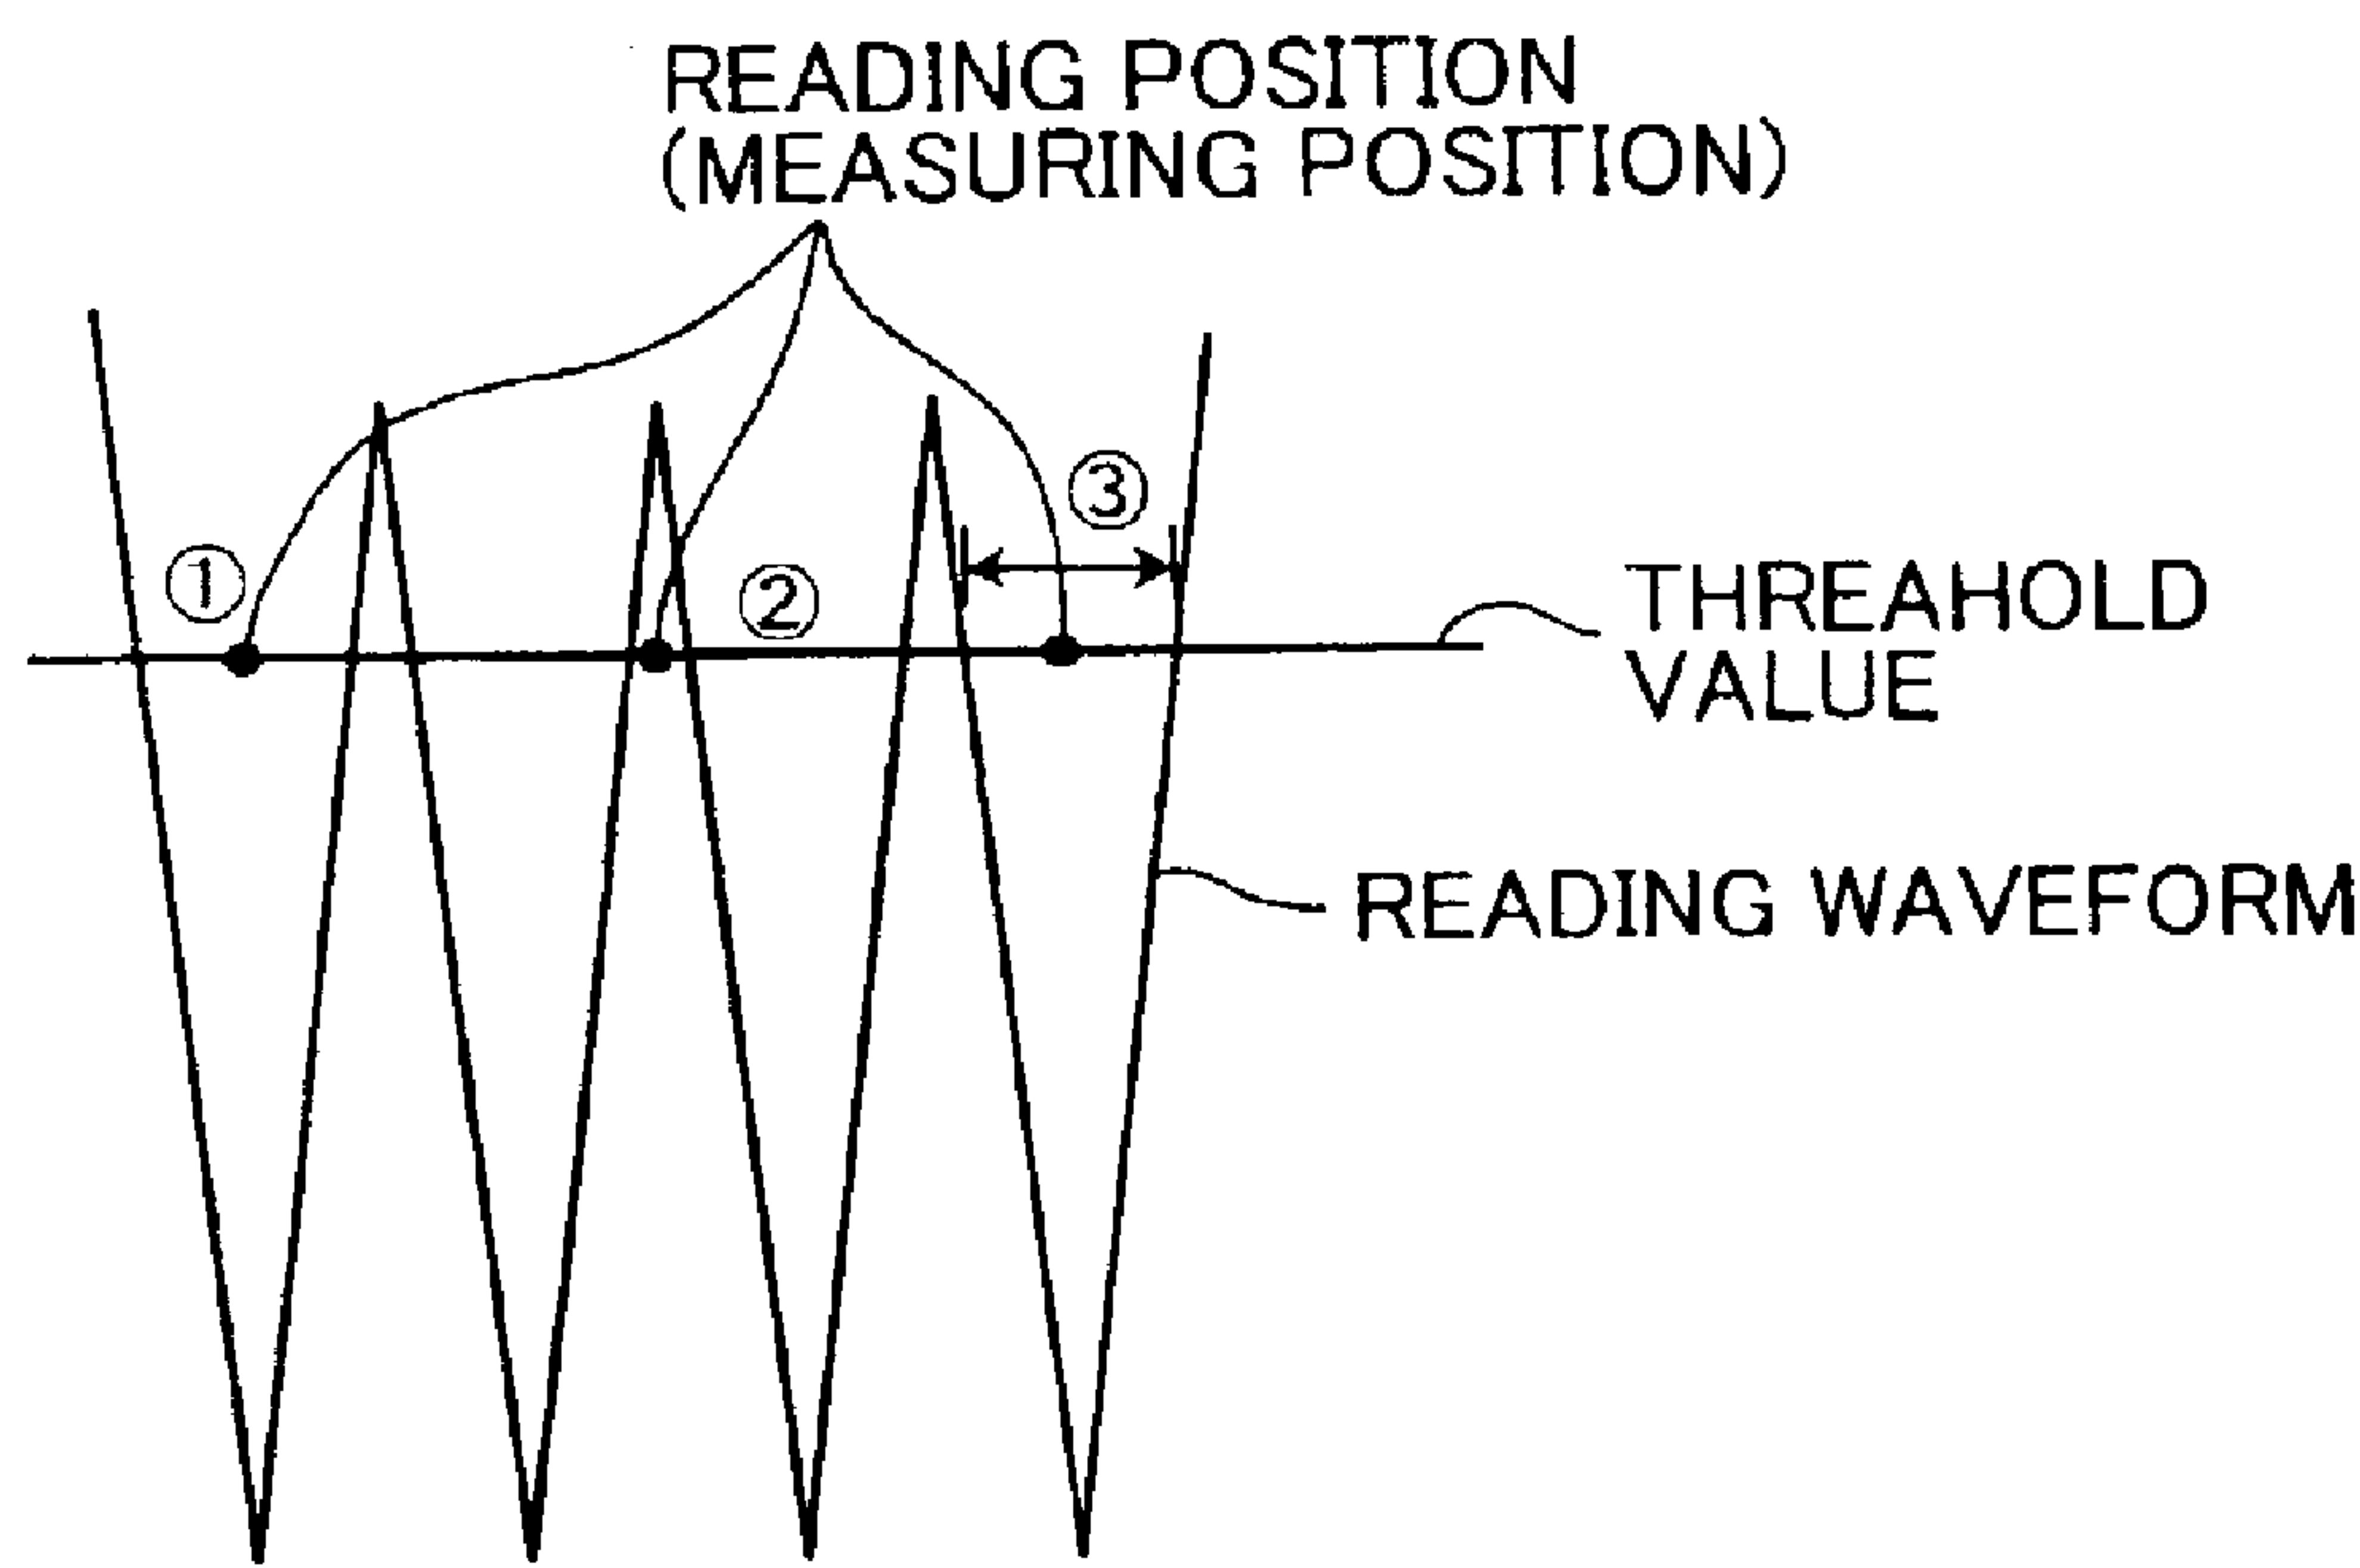 READING POSITION
(MEASURING POSITION)
③
①
②
THREAHOLD
VALUE
READING WAVEFORM